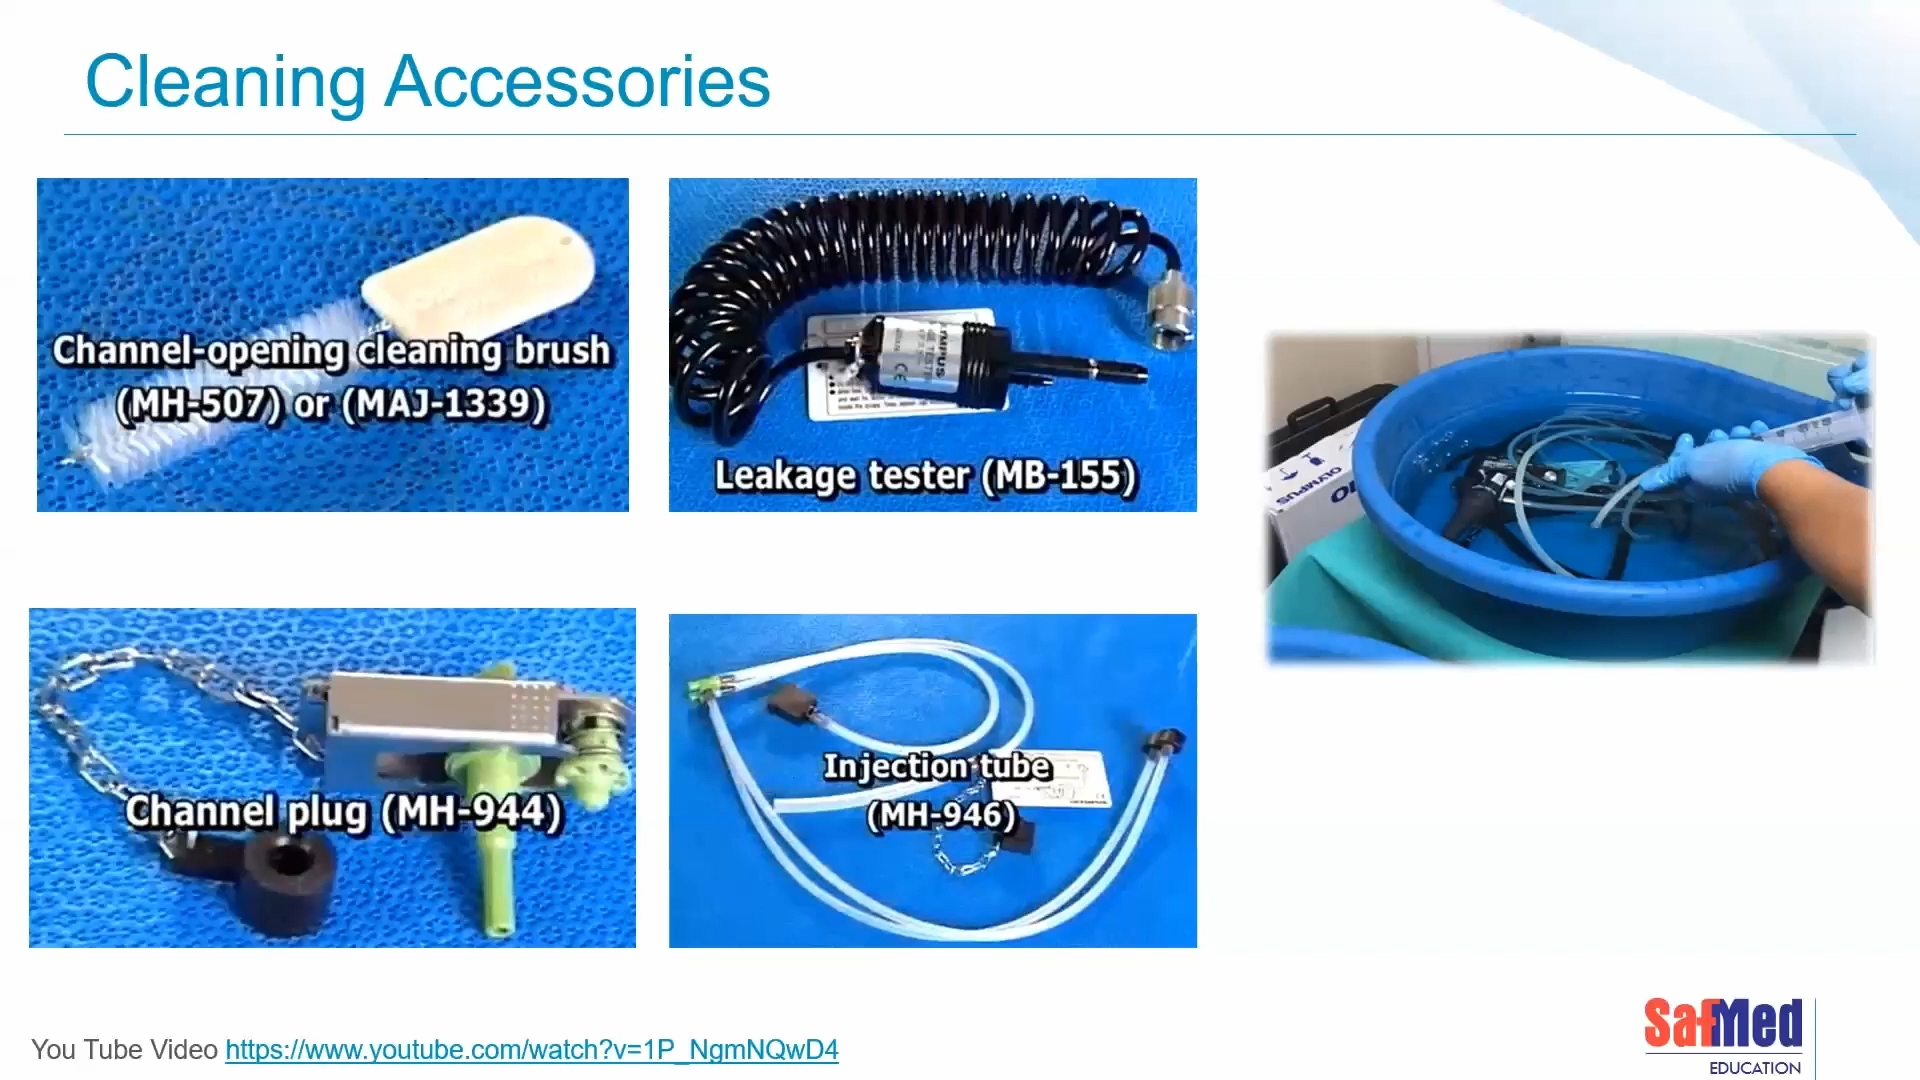 Cleaning Accessories
Channel-opening cleaning brush
(MH-507) or (MAJ-1339)
Leakage tester (MB-155)
OLYMPUS
Channel plug (MH-944)
Injection tube
(MH-946)
You Tube Video https://www.youtube.com/watch?v=1P_NgmNQwD4
SafMed
EDUCATION